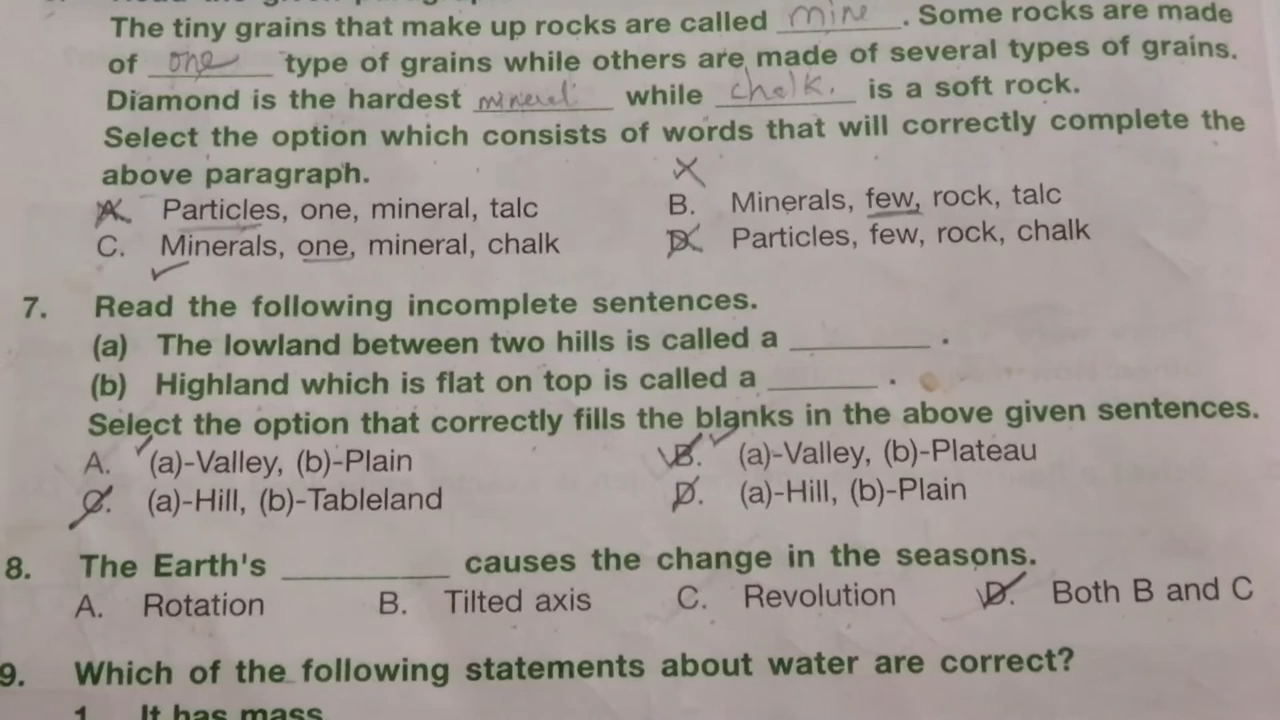 The tiny grains that make up rocks are called mine. Some rocks are made
of one type of grains while others are made of several types of grains.
Diamond is the hardest mineral while chalk. is a soft rock.
Select the option which consists of words that will correctly complete the
above paragraph.
A. Particles, one, mineral, talc B. Minerals, few, rock, talc
C. Minerals, one, mineral, chalk D. Particles, few, rock, chalk
7. Read the following incomplete sentences.
(a) The lowland between two hills is called a ________ .
(b) Highland which is flat on top is called a ________ .
Select the option that correctly fills the blanks in the above given sentences.
A. (a)-Valley, (b)-Plain B. (a)-Valley, (b)-Plateau
C. (a)-Hill, (b)-Tableland D. (a)-Hill, (b)-Plain
8. The Earth's ________ causes the change in the seasons.
A. Rotation B. Tilted axis C. Revolution D. Both B and C
9. Which of the following statements about water are correct?
1. It has mass